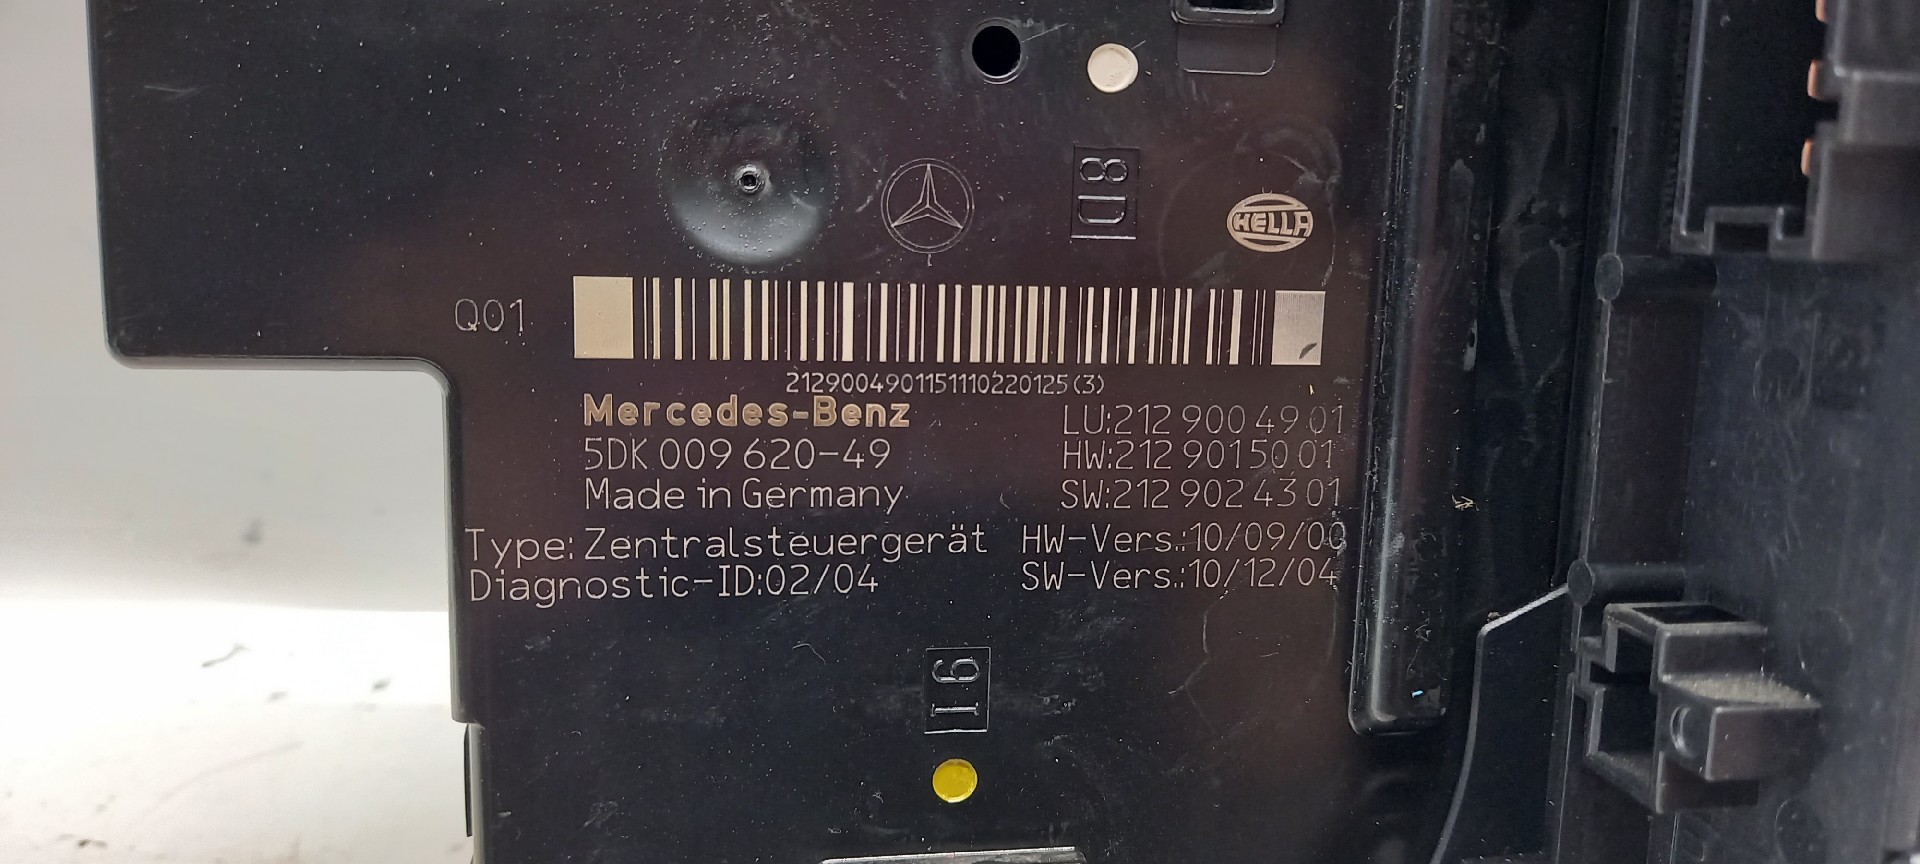 8D
HELLA
Q01
2129004901151110220125(3)
Mercedes-Benz
5DK 009 620-49
Made in Germany
LU:212 900 49 01
HW:212 901 50 01
SW:212 902 43 01
Type: Zentralsteuergerät
Diagnostic-ID:02/04
HW-Vers.:10/09/00
SW-Vers.:10/12/04
I6